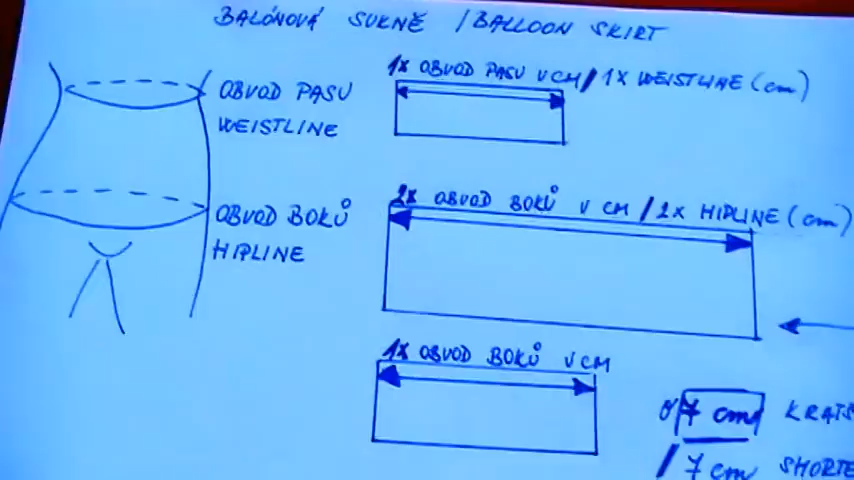 BALÓNOVÁ SUKNĚ / BALLOON SKIRT
OBVOD PASU
WEISTLINE
1X OBVOD PASU V CM / 1X WEISTLINE (cm)
OBVOD BOKŮ
HIPLINE
2X OBVOD BOKŮ V CM / 2X HIPLINE (cm)
1X OBVOD BOKŮ V CM
O 7 cm
/ 7 cm